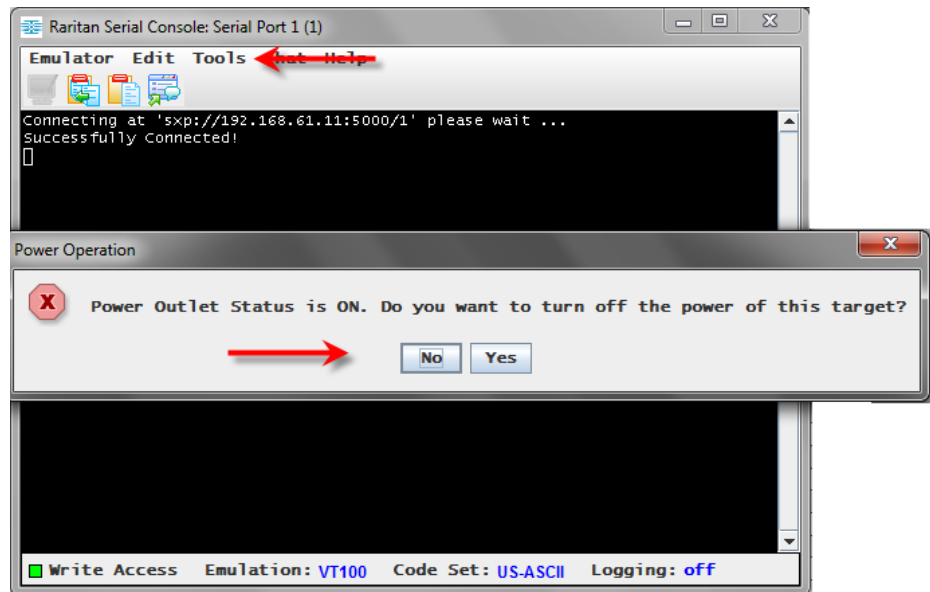 Raritan Serial Console: Serial Port 1 (1)
Emulator Edit Tools Chat Help
Connecting at 'sxp://192.168.61.11:5000/1' please wait ...
Successfully Connected!
Power Operation
Power Outlet Status is ON. Do you want to turn off the power of this target?
No Yes
Write Access Emulation: VT100 Code Set: US-ASCII Logging: off